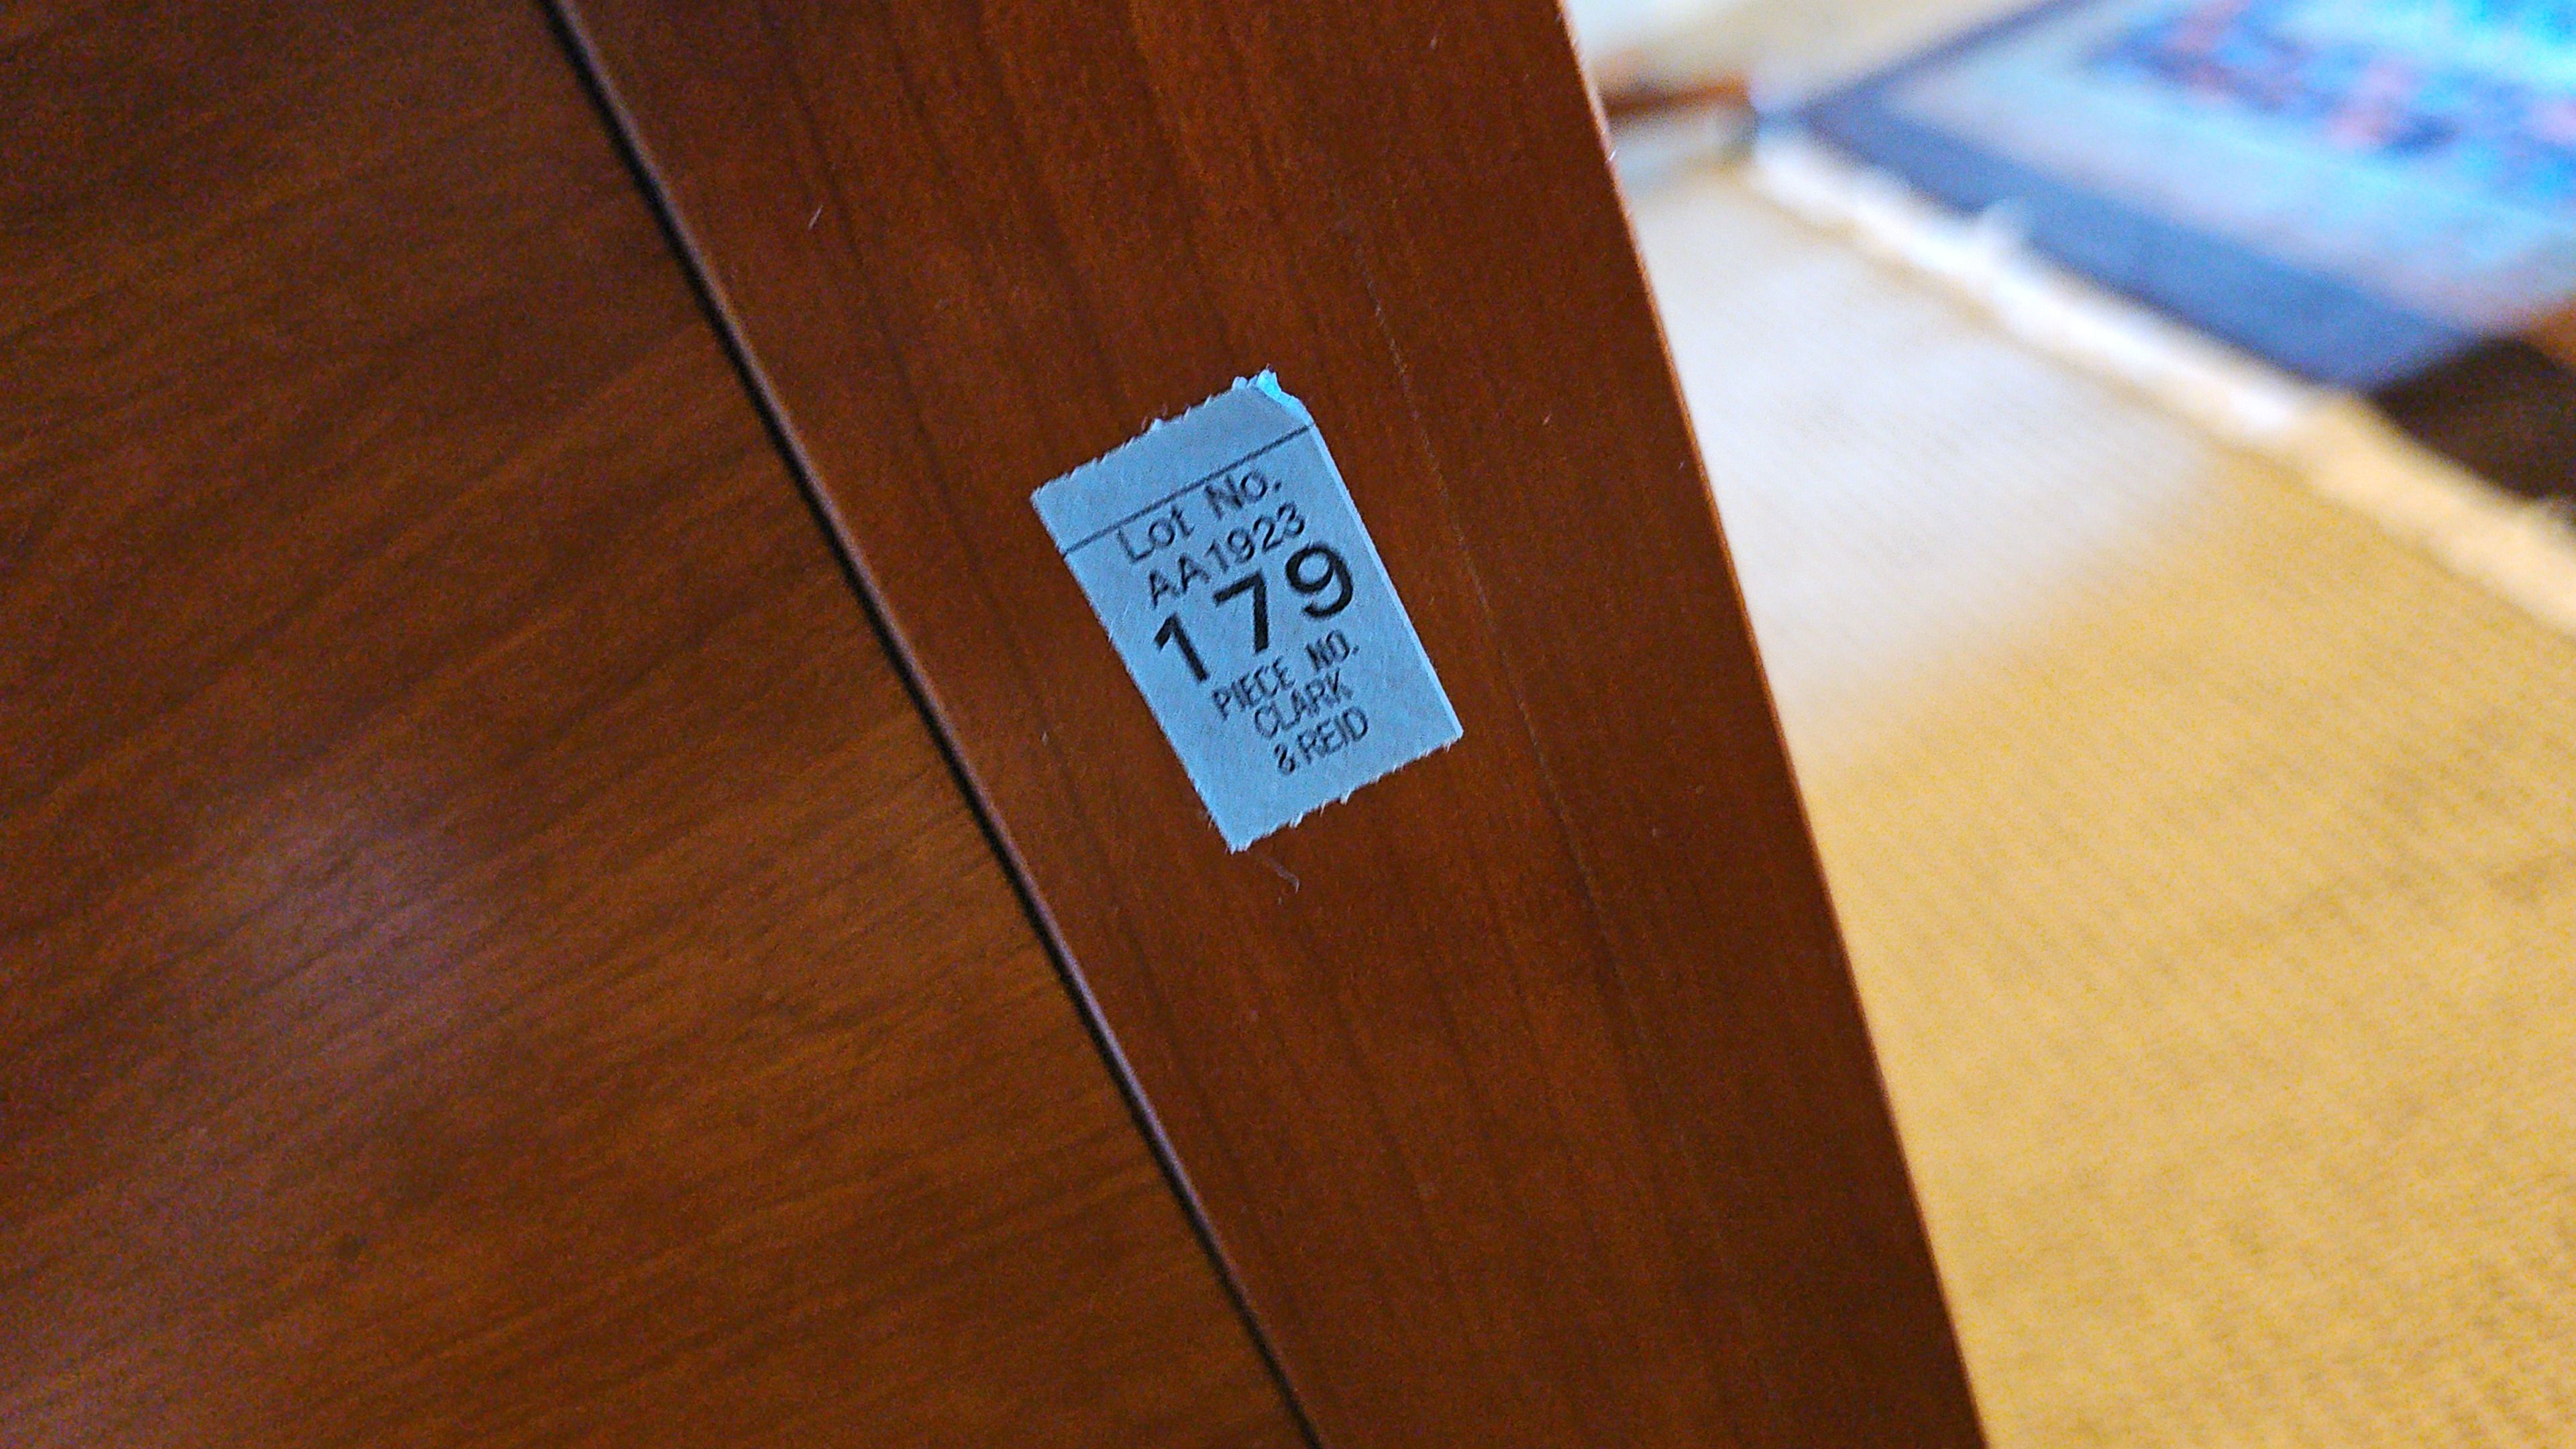 Lot No.
AA1923
179
PIECE NO.
CLARK
& REID